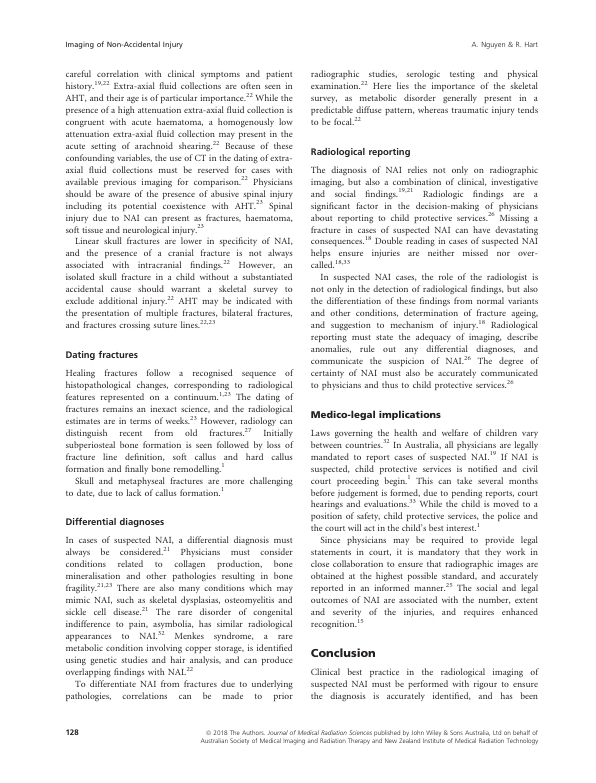 Imaging of Non-Accidental Injury
A. Nguyen & R. Hart
careful correlation with clinical symptoms and patient
history.19,22 Extra-axial fluid collections are often seen in
AHT, and their age is of particular importance.22 While the
presence of a high attenuation extra-axial fluid collection is
congruent with acute haematoma, a homogenously low
attenuation extra-axial fluid collection may present in the
acute setting of arachnoid shearing.22 Because of these
confounding variables, the use of CT in the dating of extra-
axial fluid collections must be reserved for cases with
available previous imaging for comparison.22 Physicians
should be aware of the presence of abusive spinal injury
including its potential coexistence with AHT.23 Spinal
injury due to NAI can present as fractures, haematoma,
soft tissue and neurological injury.23
Linear skull fractures are lower in specificity of NAI,
and the presence of a cranial fracture is not always
associated with intracranial findings.22 However, an
isolated skull fracture in a child without a substantiated
accidental cause should warrant a skeletal survey to
exclude additional injury.22 AHT may be indicated with
the presentation of multiple fractures, bilateral fractures,
and fractures crossing suture lines.22,23
Dating fractures
Healing fractures follow a recognised sequence of
histopathological changes, corresponding to radiological
features represented on a continuum.1,23 The dating of
fractures remains an inexact science, and the radiological
estimates are in terms of weeks.23 However, radiology can
distinguish recent from old fractures.27 Initially
subperiosteal bone formation is seen followed by loss of
fracture line definition, soft callus and hard callus
formation and finally bone remodelling.1
Skull and metaphyseal fractures are more challenging
to date, due to lack of callus formation.1
Differential diagnoses
In cases of suspected NAI, a differential diagnosis must
always be considered.21 Physicians must consider
conditions related to collagen production, bone
mineralisation and other pathologies resulting in bone
fragility.21,23 There are also many conditions which may
mimic NAI, such as skeletal dysplasias, osteomyelitis and
sickle cell disease.21 The rare disorder of congenital
indifference to pain, asymbolia, has similar radiological
appearances to NAI.32 Menkes syndrome, a rare
metabolic condition involving copper storage, is identified
using genetic studies and hair analysis, and can produce
overlapping findings with NAI.22
To differentiate NAI from fractures due to underlying
pathologies, correlations can be made to prior
radiographic studies, serologic testing and physical
examination.22 Here lies the importance of the skeletal
survey, as metabolic disorder generally present in a
predictable diffuse pattern, whereas traumatic injury tends
to be focal.22
Radiological reporting
The diagnosis of NAI relies not only on radiographic
imaging, but also a combination of clinical, investigative
and social findings.19,21 Radiologic findings are a
significant factor in the decision-making of physicians
about reporting to child protective services.26 Missing a
fracture in cases of suspected NAI can have devastating
consequences.18 Double reading in cases of suspected NAI
helps ensure injuries are neither missed nor over-
called.18,33
In suspected NAI cases, the role of the radiologist is
not only in the detection of radiological findings, but also
the differentiation of these findings from normal variants
and other conditions, determination of fracture ageing,
and suggestion to mechanism of injury.18 Radiological
reporting must state the adequacy of imaging, describe
anomalies, rule out any differential diagnoses, and
communicate the suspicion of NAI.26 The degree of
certainty of NAI must also be accurately communicated
to physicians and thus to child protective services.26
Medico-legal implications
Laws governing the health and welfare of children vary
between countries.32 In Australia, all physicians are legally
mandated to report cases of suspected NAI.19 If NAI is
suspected, child protective services is notified and civil
court proceeding begin.1 This can take several months
before judgement is formed, due to pending reports, court
hearings and evaluations.33 While the child is moved to a
position of safety, child protective services, the police and
the court will act in the child's best interest.1
Since physicians may be required to provide legal
statements in court, it is mandatory that they work in
close collaboration to ensure that radiographic images are
obtained at the highest possible standard, and accurately
reported in an informed manner.25 The social and legal
outcomes of NAI are associated with the number, extent
and severity of the injuries, and requires enhanced
recognition.15
Conclusion
Clinical best practice in the radiological imaging of
suspected NAI must be performed with rigour to ensure
the diagnosis is accurately identified, and has been
128
© 2018 The Authors. Journal of Medical Radiation Sciences published by John Wiley & Sons Australia, Ltd on behalf of
Australian Society of Medical Imaging and Radiation Therapy and New Zealand Institute of Medical Radiation Technology